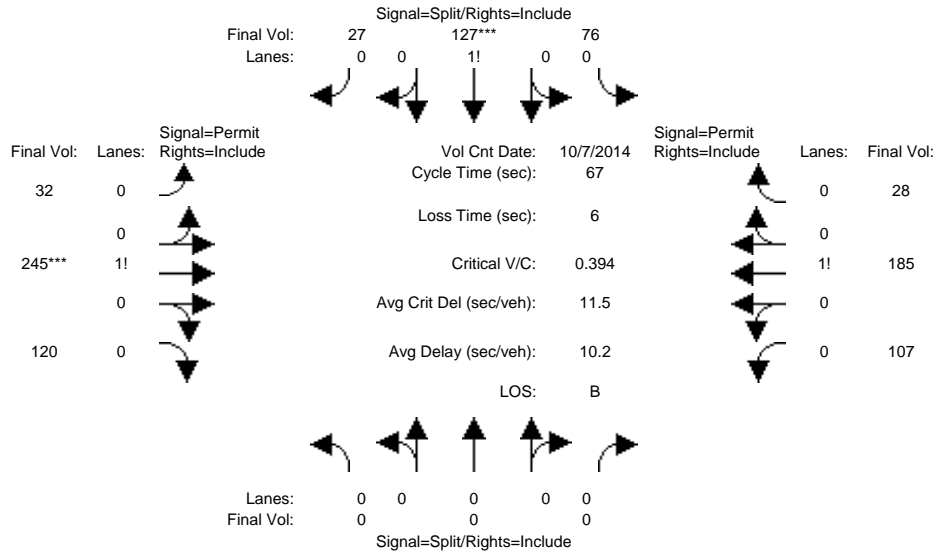 Signal=Split/Rights=Include
Final Vol: 27 127*** 76
Lanes: 0 0 1! 0 0
Signal=Permit Signal=Permit
Final Vol: Lanes: Rights=Include Vol Cnt Date: 10/7/2014 Rights=Include Lanes: Final Vol:
Cycle Time (sec): 67
32 0 0 28
Loss Time (sec): 6
0 0
245*** 1! Critical V/C: 0.394 1! 185
0 Avg Crit Del (sec/veh): 11.5 0
120 0 Avg Delay (sec/veh): 10.2 0 107
LOS: B
Lanes: 0 0 0 0 0
Final Vol: 0 0 0
Signal=Split/Rights=Include